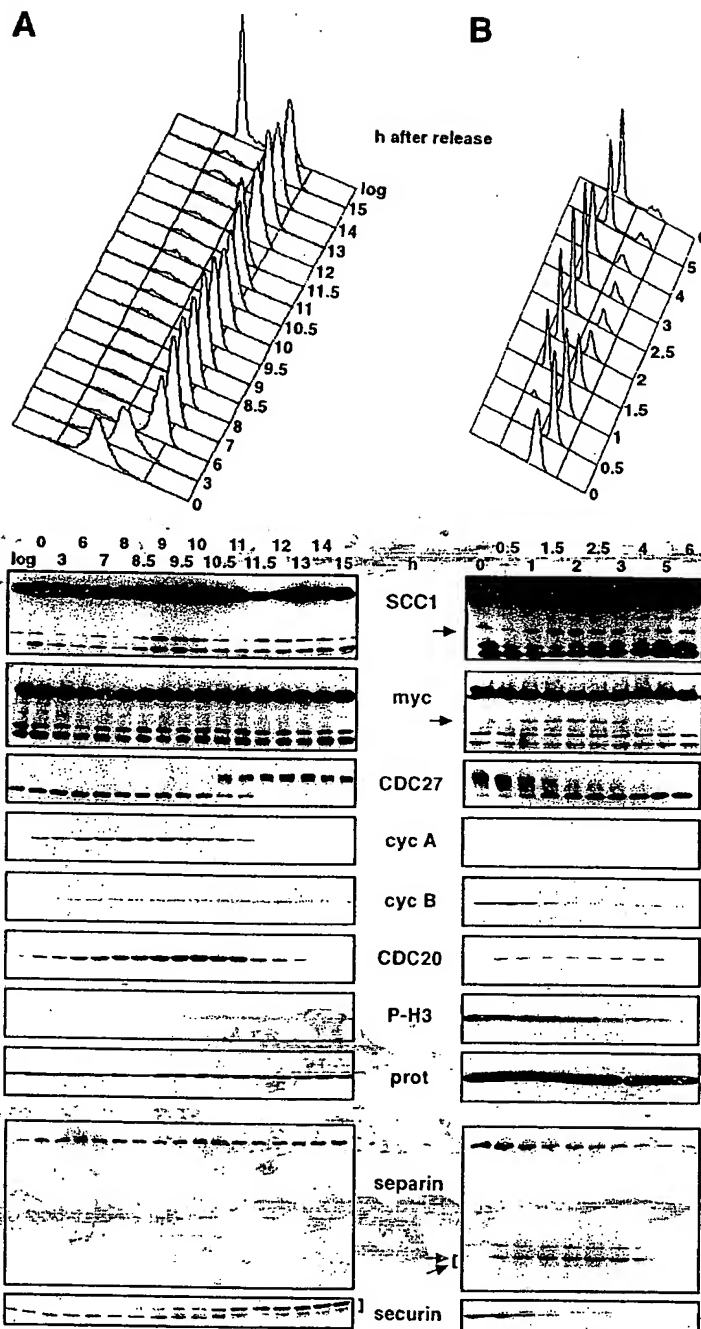 A
B
h after release
log
15
14
13
12
11.5
11
10.5
10
9.5
9
8.5
8
7
6
3
0
6
5
4
3
2.5
2
1.5
1
0.5
0
0 6 8 9 10 11 12 14
log 3 7 8.5 9.5 10.5 11.5 13 15
h
0.5 1.5 2.5 4 6
0 1 2 3 5
SCC1
myc
CDC27
cyc A
cyc B
CDC20
P-H3
prot
separin
securin